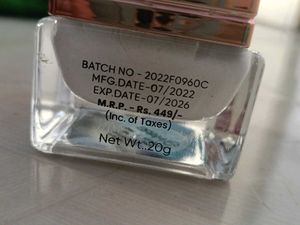 BATCH NO - 2022F0960C
MFG.DATE-07/2022
EXP.DATE-07/2026
M.R.P. - Rs. 449/-
(Inc. of Taxes)
Net Wt.:20g